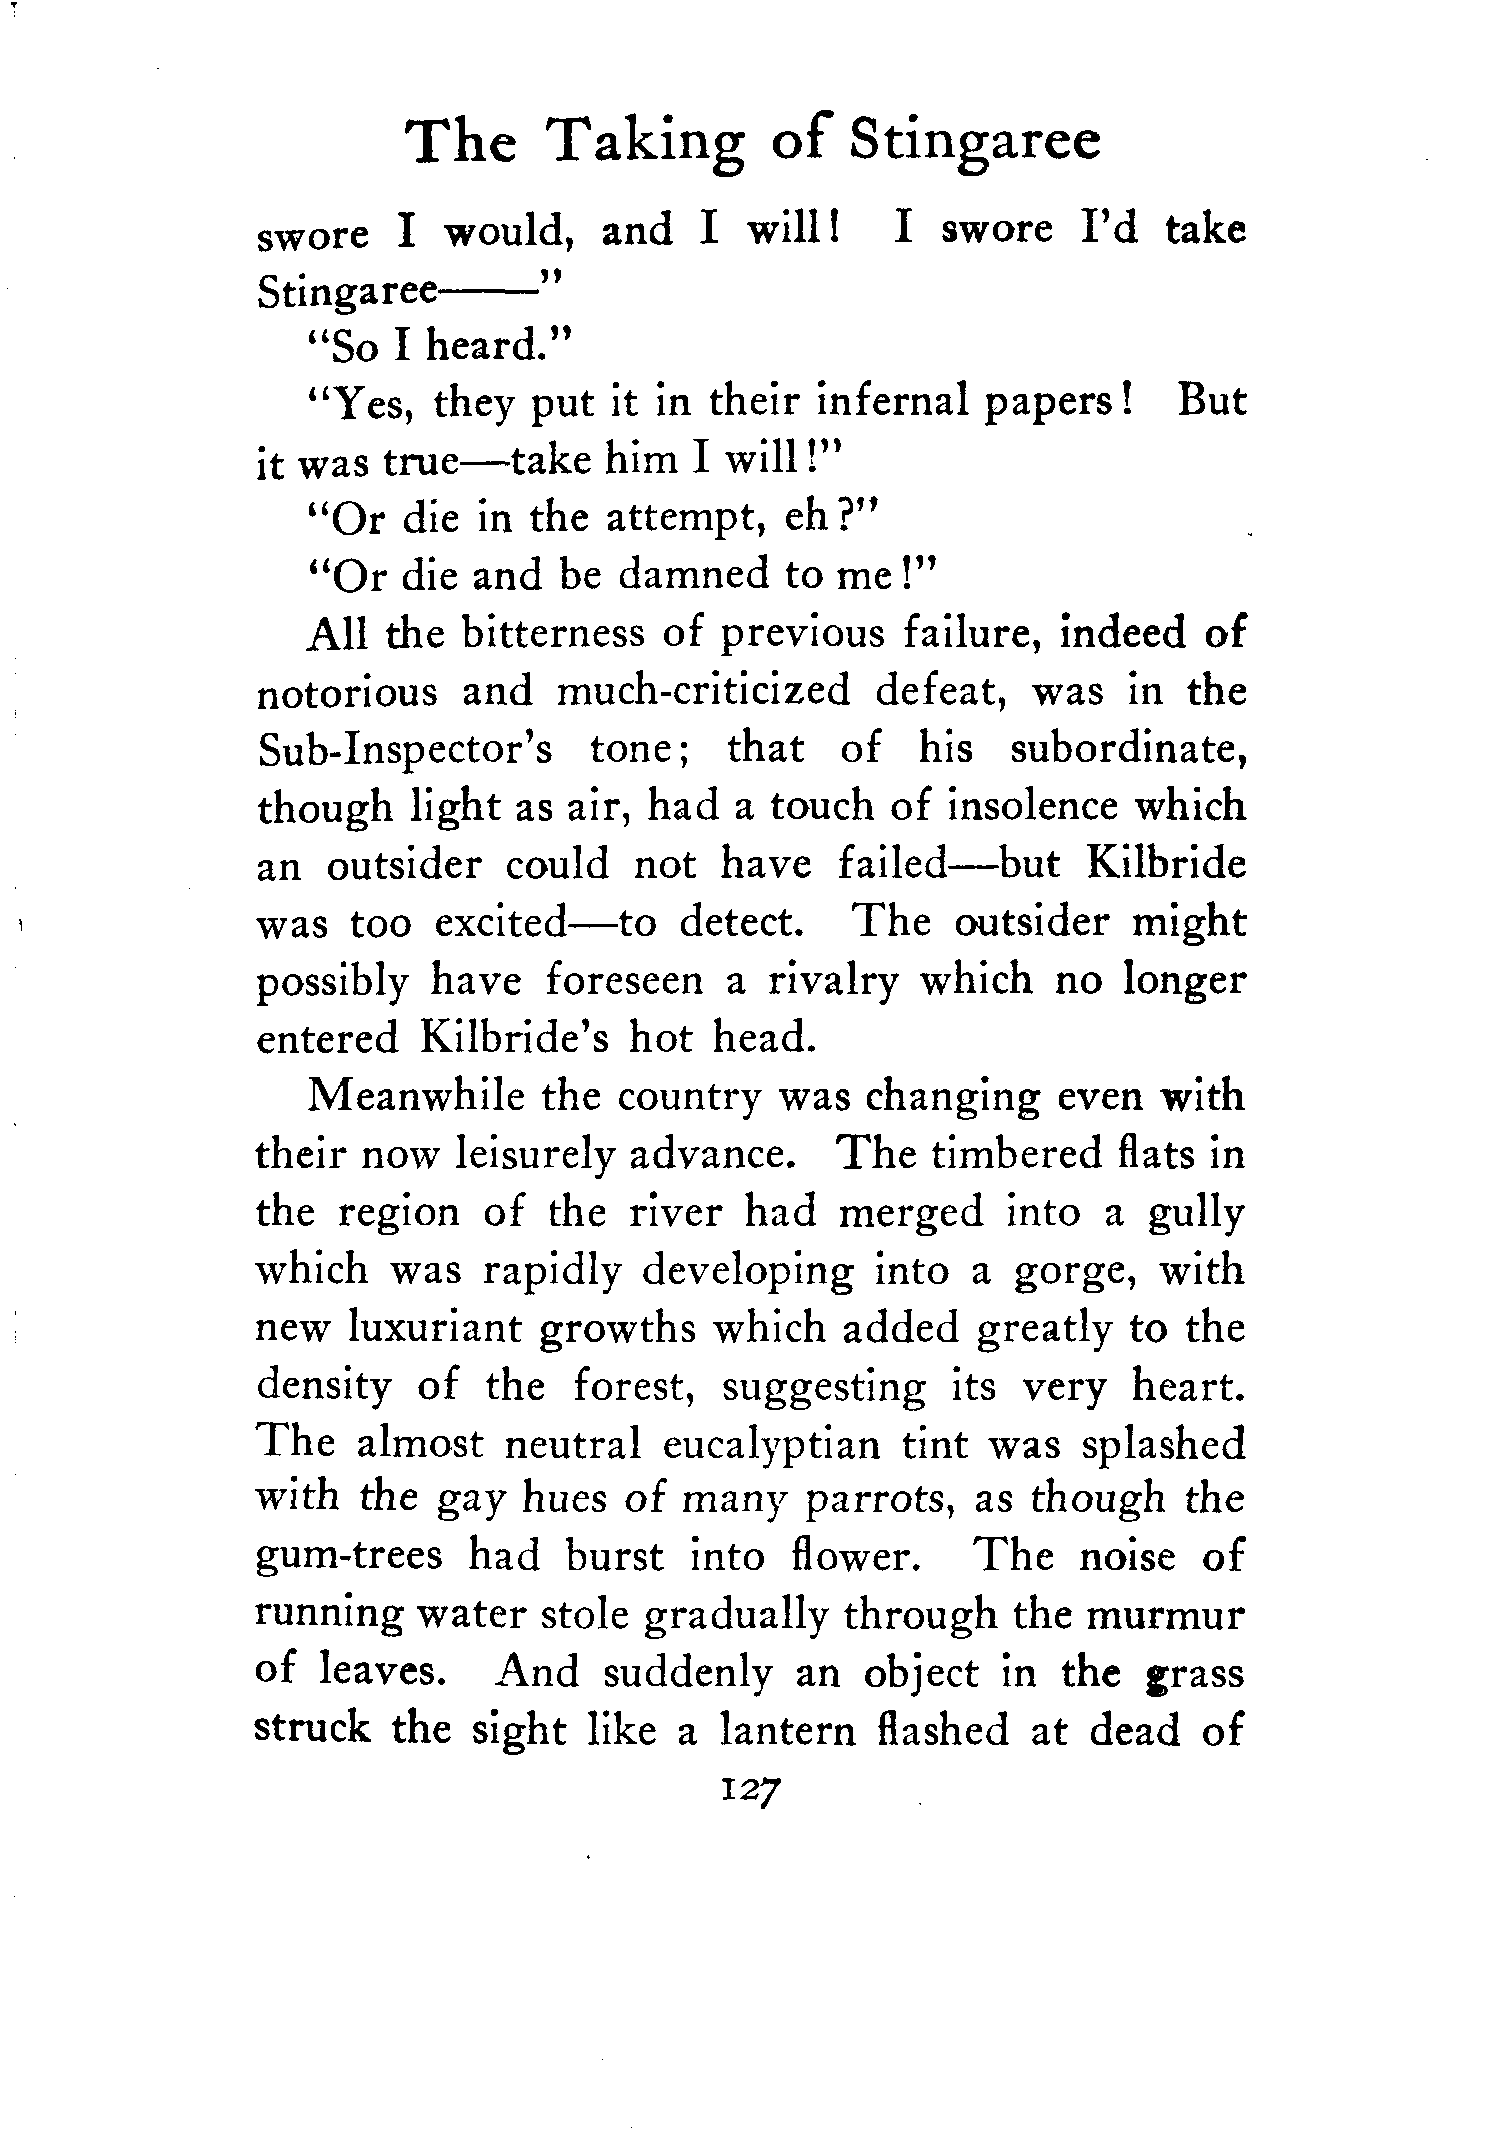 The Taking of Stingaree
swore I would, and I will! I swore I'd take
Stingaree——"
"So I heard."
"Yes, they put it in their infernal papers! But
it was true—take him I will!"
"Or die in the attempt, eh?"
"Or die and be damned to me!"
All the bitterness of previous failure, indeed of
notorious and much-criticized defeat, was in the
Sub-Inspector's tone; that of his subordinate,
though light as air, had a touch of insolence which
an outsider could not have failed—but Kilbride
was too excited—to detect. The outsider might
possibly have foreseen a rivalry which no longer
entered Kilbride's hot head.
Meanwhile the country was changing even with
their now leisurely advance. The timbered flats in
the region of the river had merged into a gully
which was rapidly developing into a gorge, with
new luxuriant growths which added greatly to the
density of the forest, suggesting its very heart.
The almost neutral eucalyptian tint was splashed
with the gay hues of many parrots, as though the
gum-trees had burst into flower. The noise of
running water stole gradually through the murmur
of leaves. And suddenly an object in the grass
struck the sight like a lantern flashed at dead of
127